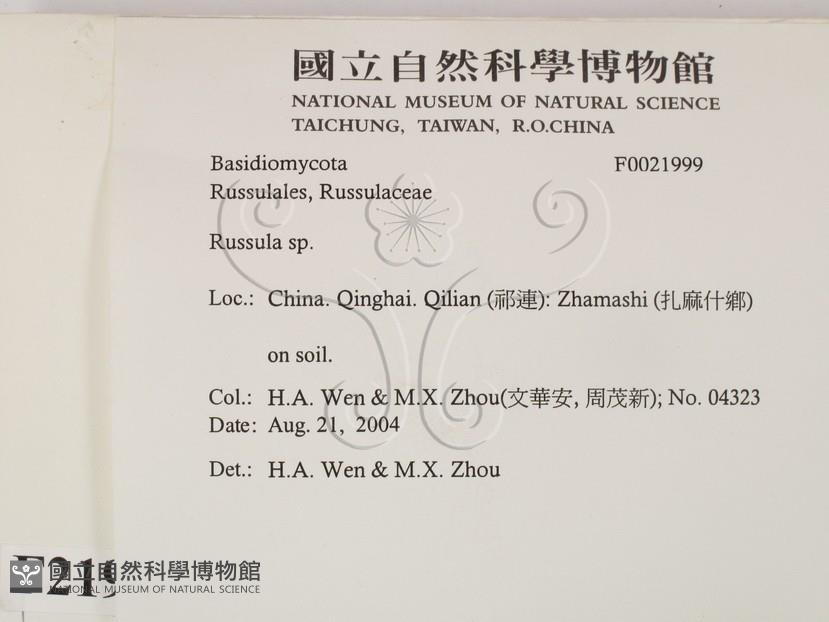 國立自然科學博物館
NATIONAL MUSEUM OF NATURAL SCIENCE
TAICHUNG, TAIWAN, R.O.CHINA
Basidiomycota F0021999
Russulales, Russulaceae
Russula sp.
Loc.: China. Qinghai. Qilian (祁連): Zhamashi (扎麻什鄉)
on soil.
Col.: H.A. Wen & M.X. Zhou(文華安, 周茂新); No. 04323
Date: Aug. 21, 2004
Det.: H.A. Wen & M.X. Zhou
國立自然科學博物館
NATIONAL MUSEUM OF NATURAL SCIENCE